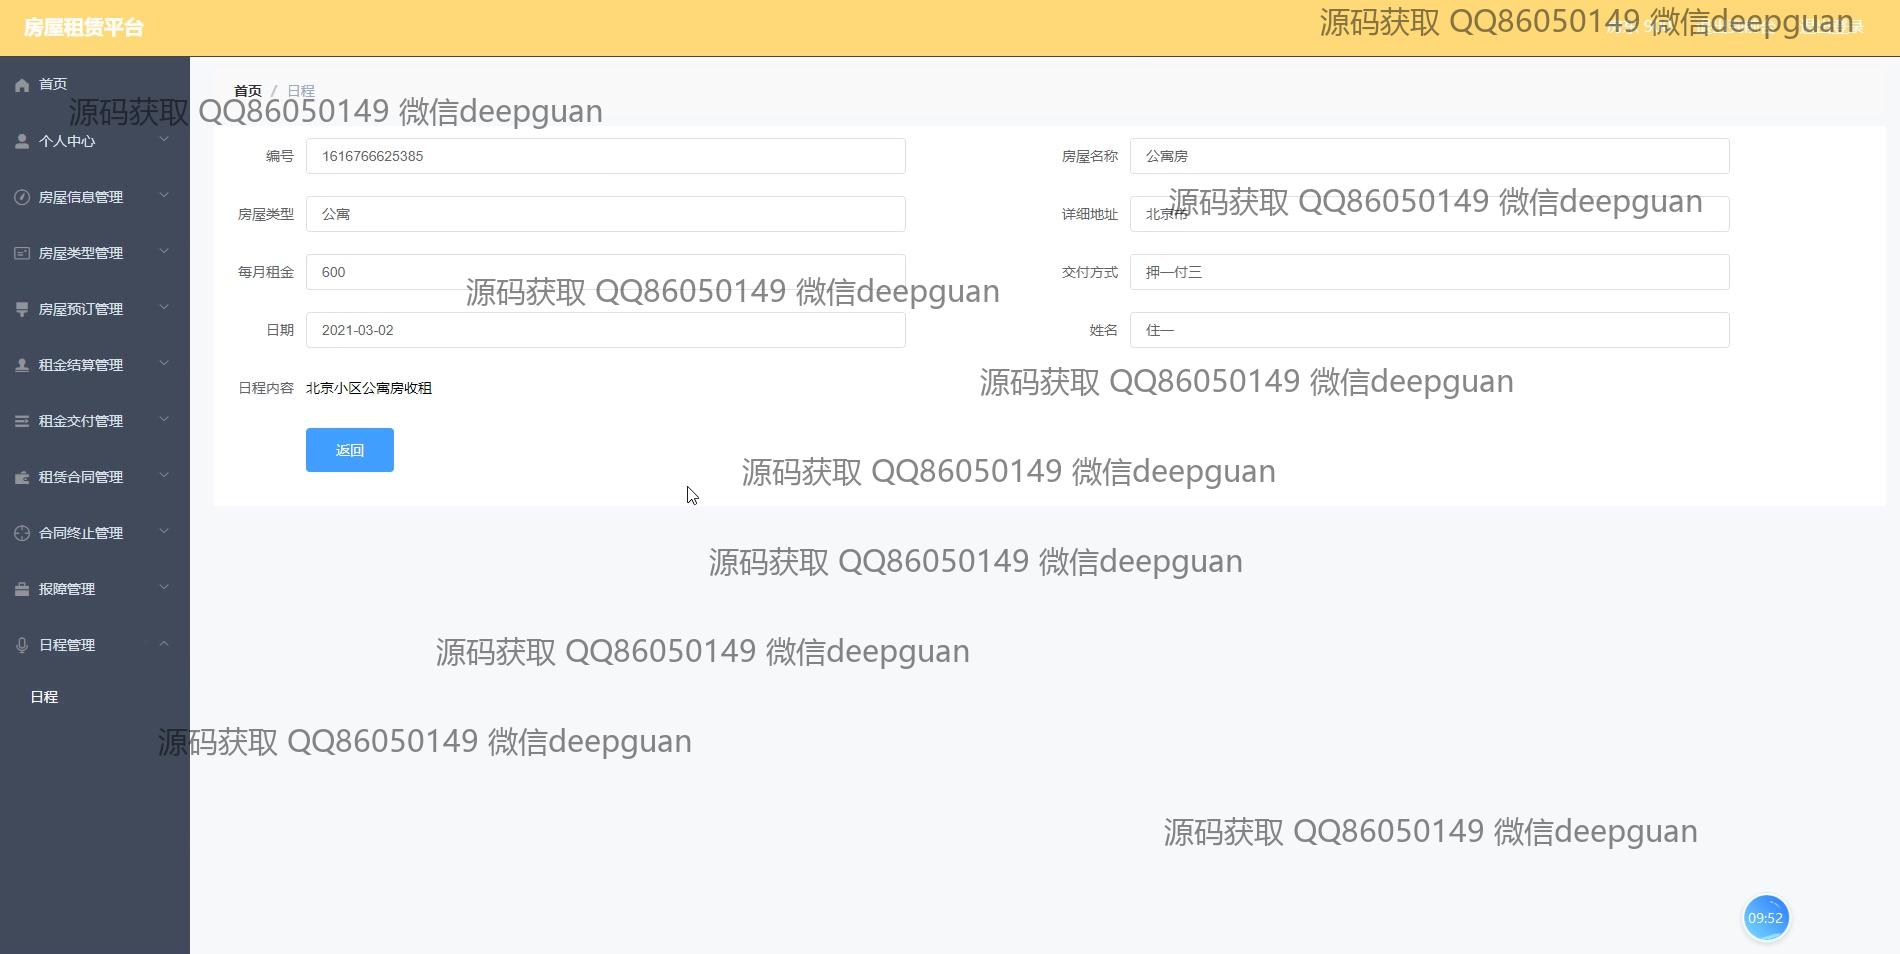 房屋租赁平台
源码获取 QQ86050149 微信deepguan
首页
首页 / 日程
源码获取 QQ86050149 微信deepguan
个人中心
编号 1616766625385 房屋名称 公寓房
房屋信息管理
源码获取 QQ86050149 微信deepguan
房屋类型 公寓 详细地址 北京市
房屋类型管理
每月租金 600 交付方式 押一付三
源码获取 QQ86050149 微信deepguan
房屋预订管理
日期 2021-03-02 姓名 住一
租金结算管理
源码获取 QQ86050149 微信deepguan
日程内容 北京小区公寓房收租
租金交付管理
返回
租赁合同管理
源码获取 QQ86050149 微信deepguan
合同终止管理
源码获取 QQ86050149 微信deepguan
报障管理
日程管理
源码获取 QQ86050149 微信deepguan
日程
源码获取 QQ86050149 微信deepguan
源码获取 QQ86050149 微信deepguan
09:52